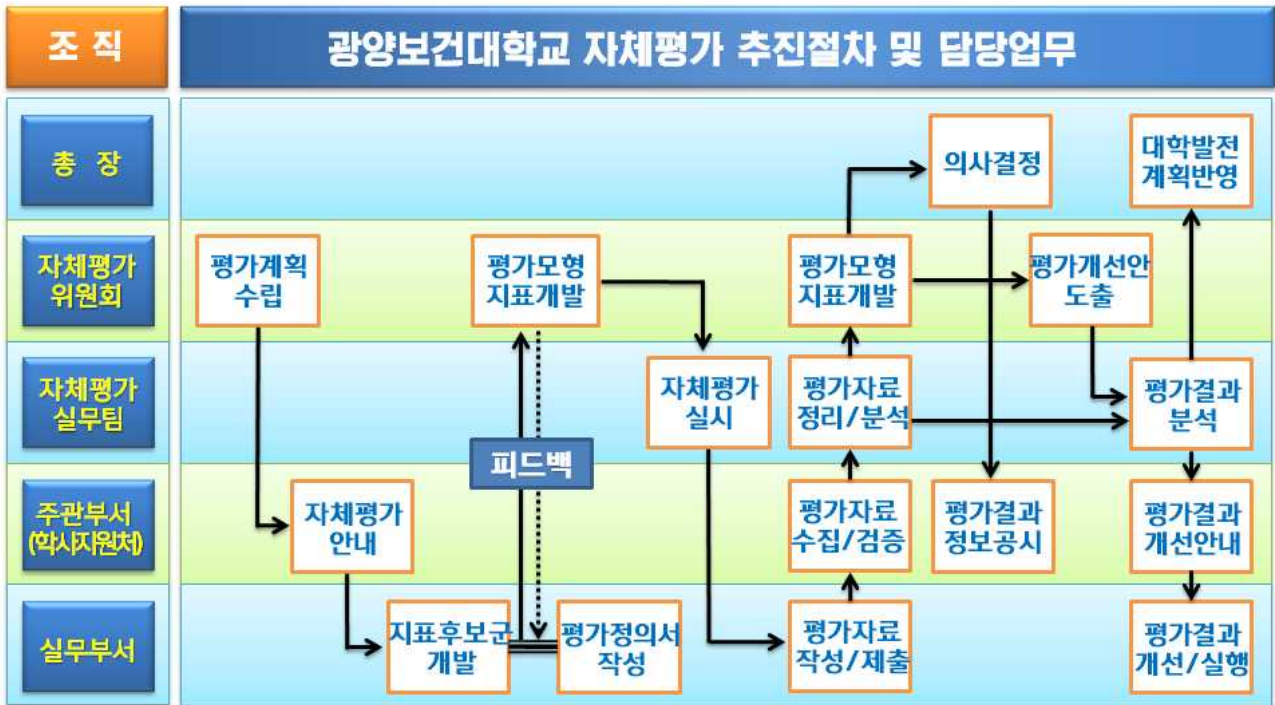 조 직
광양보건대학교 자체평가 추진절차 및 담당업무
총 장
의사결정
대학발전
계획반영
자체평가
위원회
평가계획
수립
평가모형
지표개발
평가모형
지표개발
평가개선안
도출
자체평가
실무팀
자체평가
실시
평가자료
정리/분석
평가결과
분석
피드백
주관부서
(학사지원처)
자체평가
안내
평가자료
수집/검증
평가결과
정보공시
평가결과
개선안내
실무부서
지표후보군
개발
평가정의서
작성
평가자료
작성/제출
평가결과
개선/실행